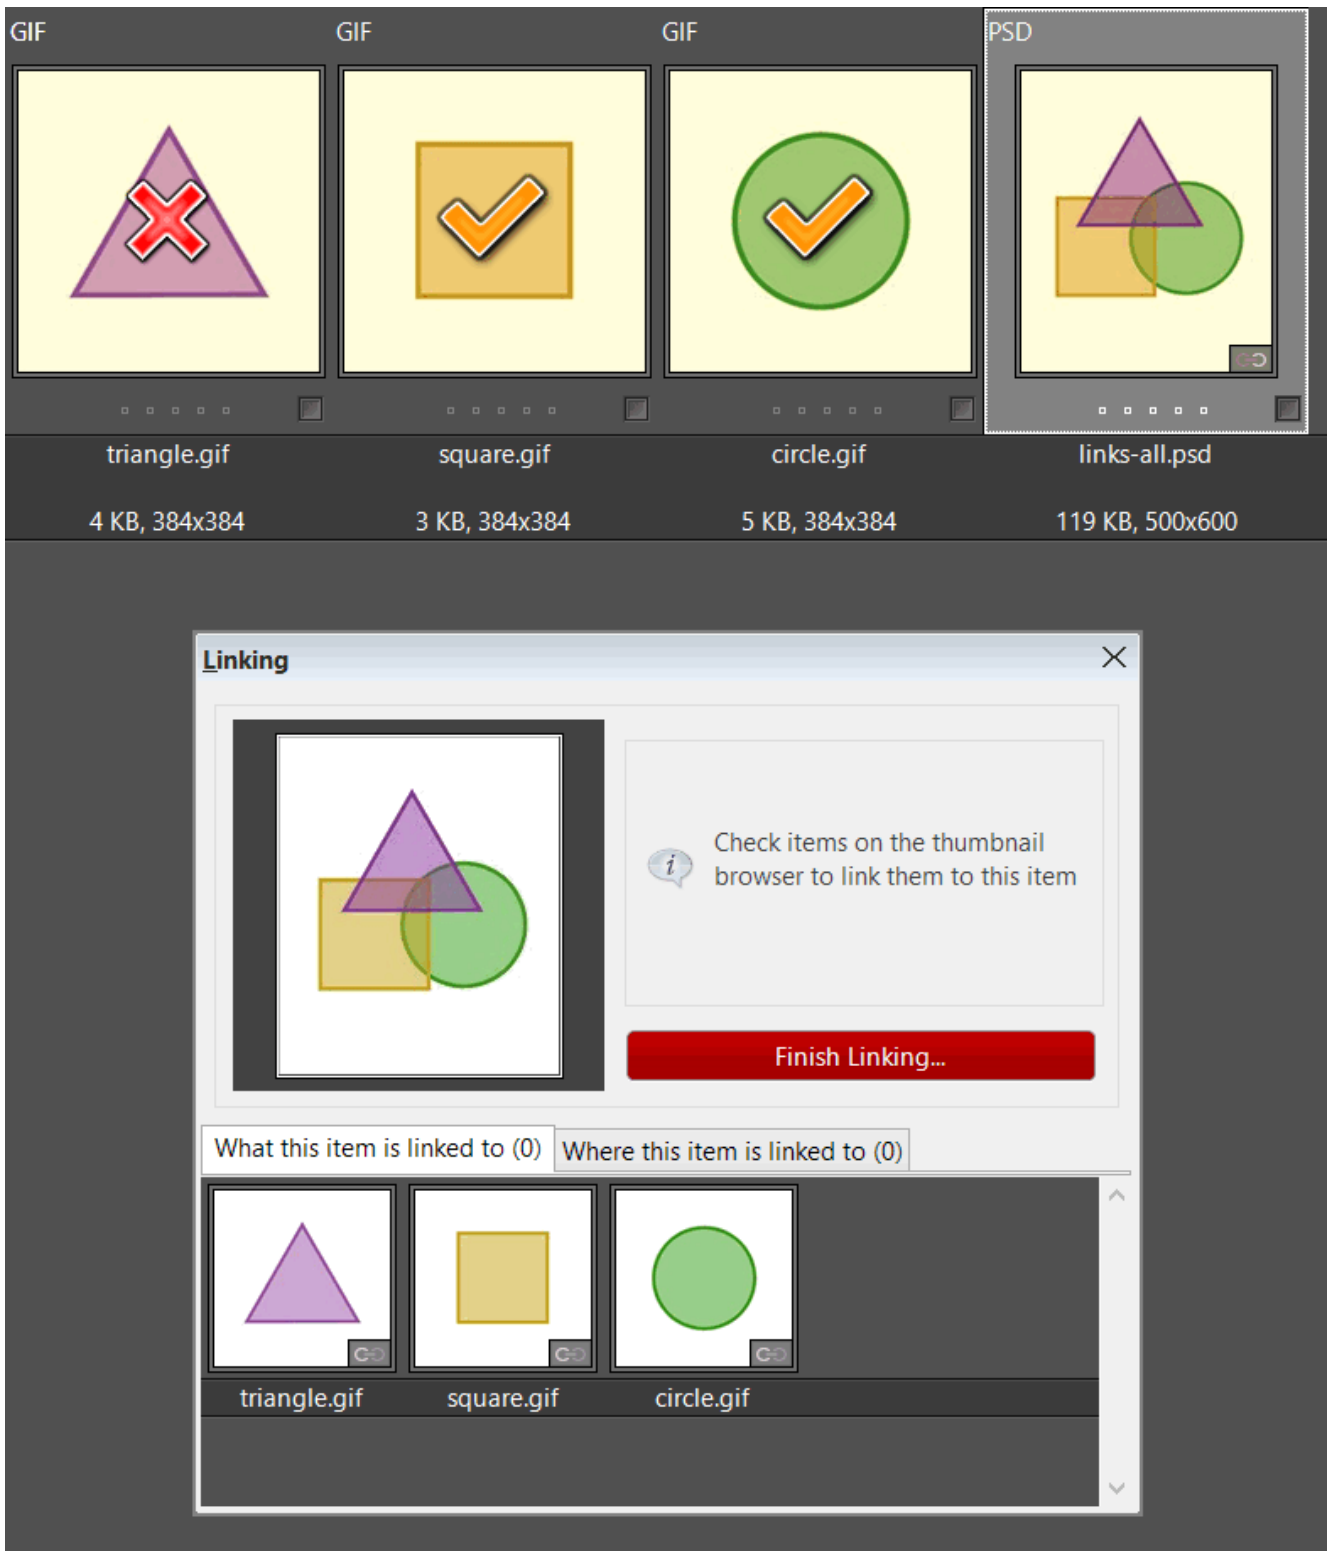 GIF GIF GIF PSD
triangle.gif square.gif circle.gif links-all.psd
4 KB, 384x384 3 KB, 384x384 5 KB, 384x384 119 KB, 500x600
Linking
Check items on the thumbnail
browser to link them to this item
Finish Linking...
What this item is linked to (0) Where this item is linked to (0)
triangle.gif square.gif circle.gif